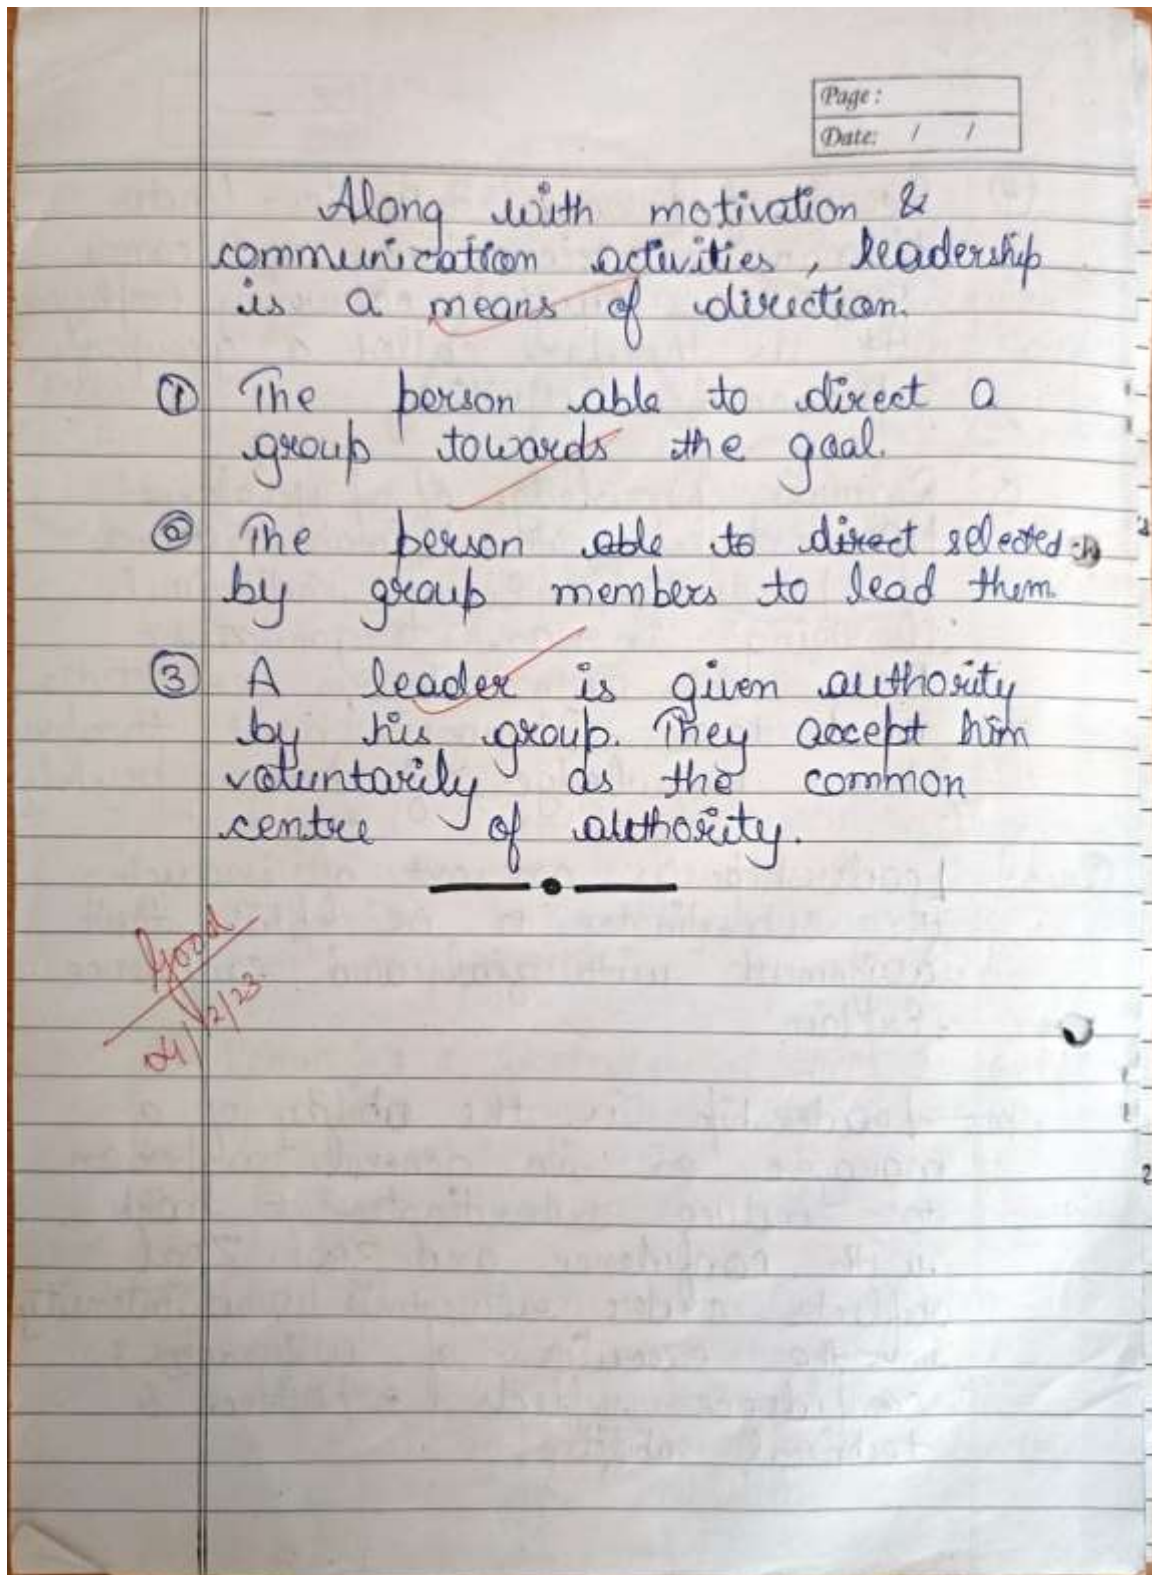 Page :
Date: / /
Along with motivation &
communication activities, leadership
is a means of direction.
① The person able to direct a
group towards the goal.
② The person able to direct selected
by group members to lead them
③ A leader is given authority
by his group. They accept him
voluntarily as the common
centre of authority.
Good
04/12/23